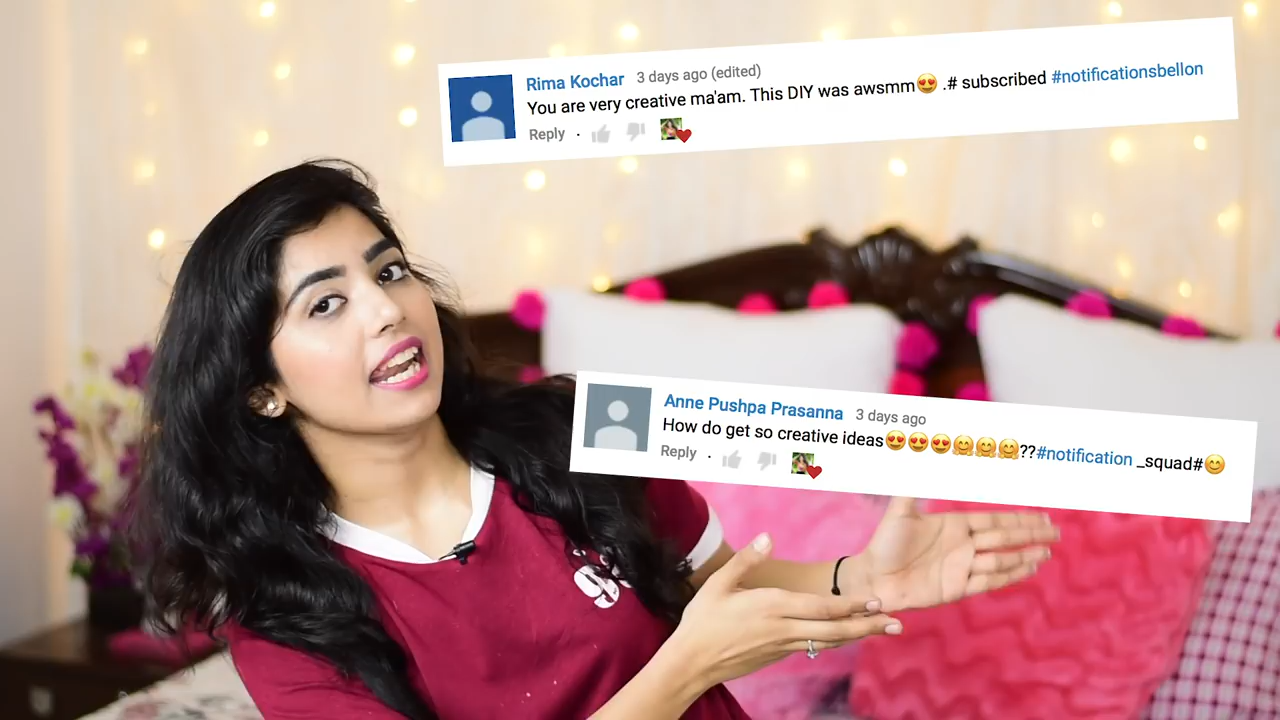 Rima Kochar 3 days ago (edited)
You are very creative ma'am. This DIY was awsmm😍 .# subscribed #notificationsbellon
Reply ·
Anne Pushpa Prasanna 3 days ago
How do get so creative ideas😍😍😍🤗🤗🤗??#notification _squad#😊
Reply ·